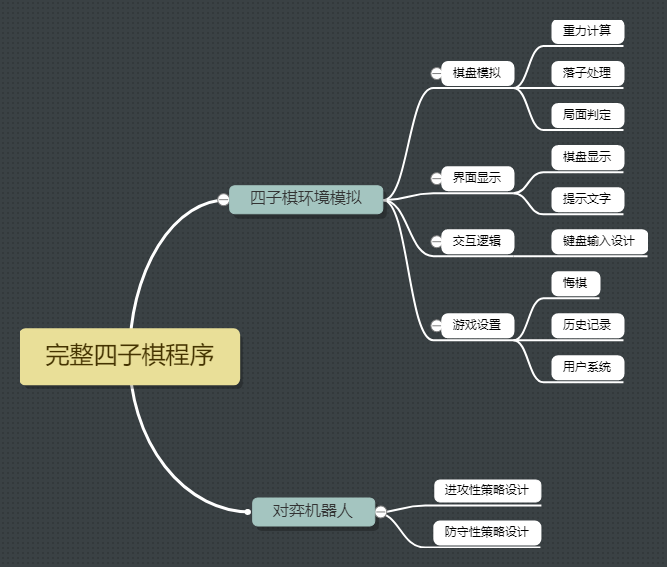 完整四子棋程序
四子棋环境模拟
棋盘模拟
重力计算
落子处理
局面判定
界面显示
棋盘显示
提示文字
交互逻辑
键盘输入设计
游戏设置
悔棋
历史记录
用户系统
对弈机器人
进攻性策略设计
防守性策略设计